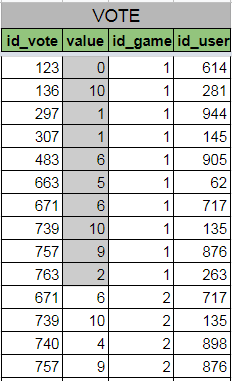 VOTE
id_vote value id_game id_user
123 0 1 614
136 10 1 281
297 1 1 944
307 1 1 145
483 6 1 905
663 5 1 62
671 6 1 717
739 10 1 135
757 9 1 876
763 2 1 263
671 6 2 717
739 10 2 135
740 4 2 898
757 9 2 876